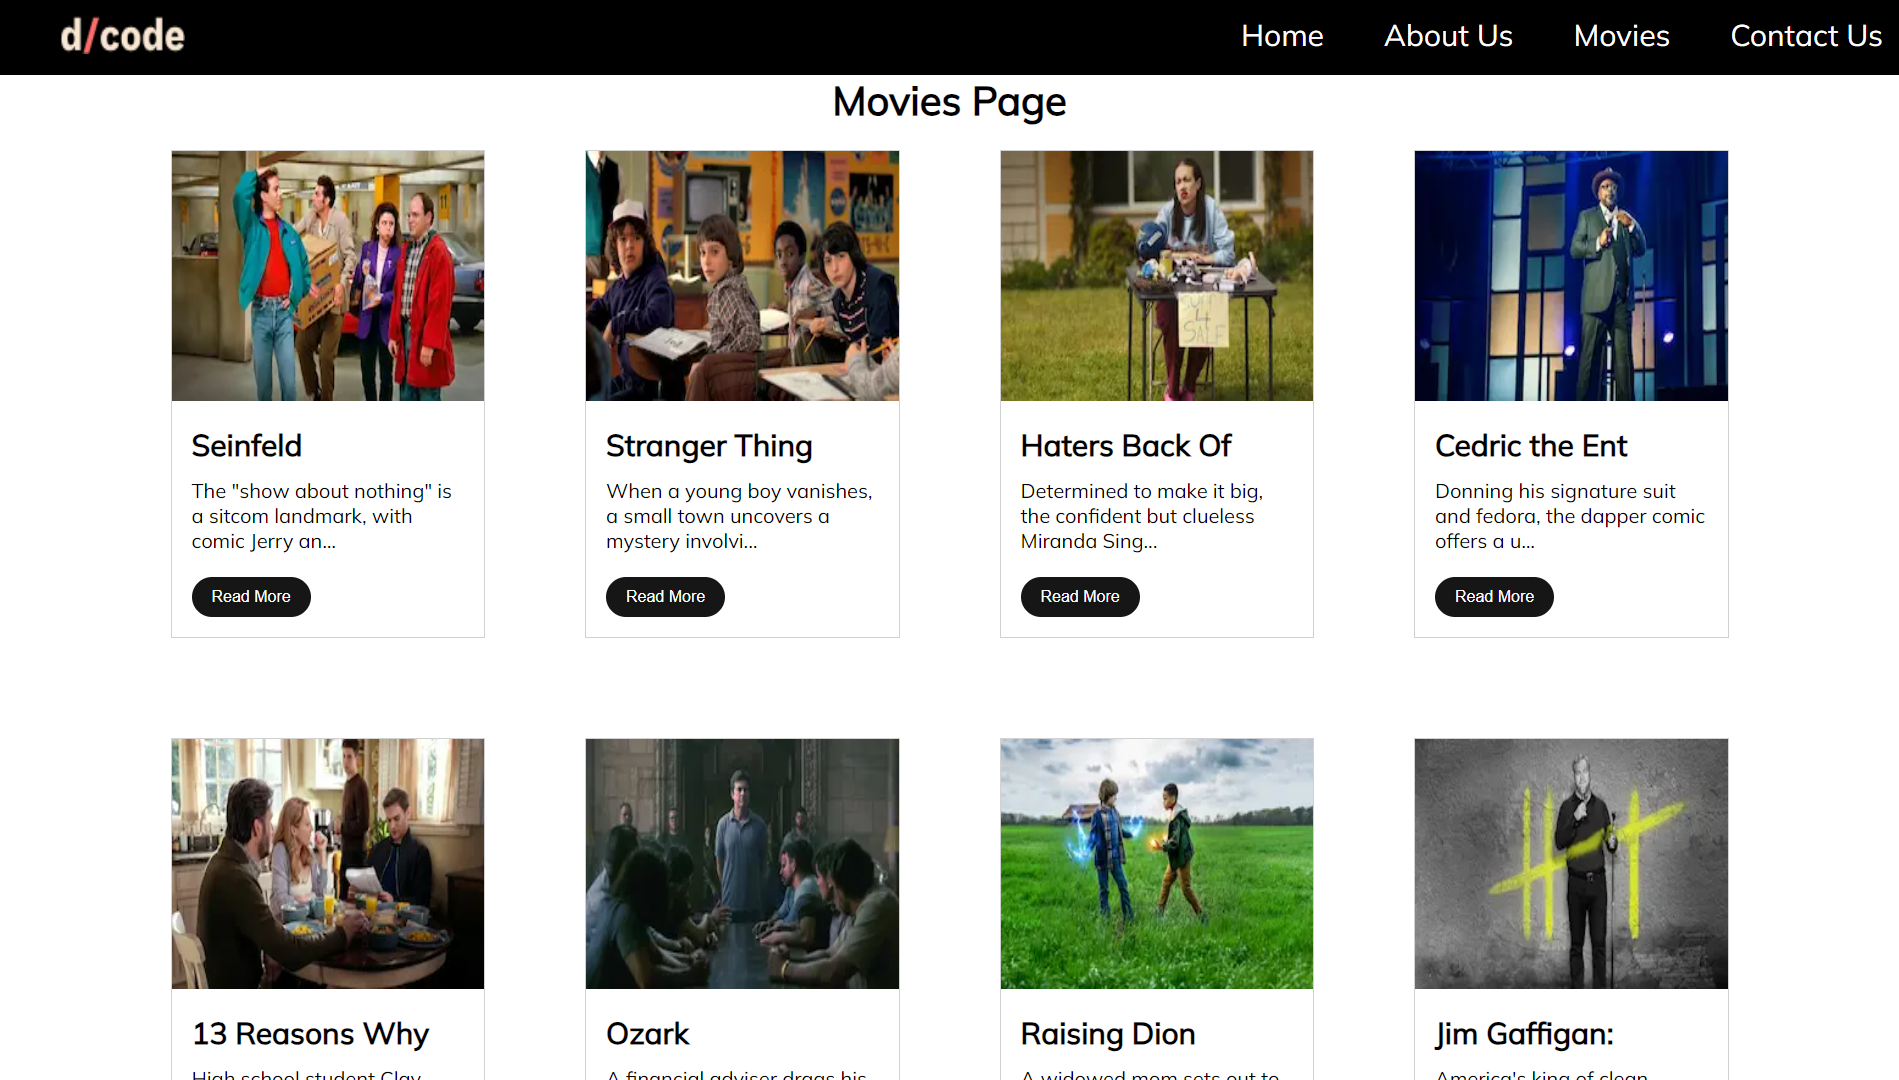 d/code
Home
About Us
Movies
Contact Us
Movies Page
Seinfeld
The "show about nothing" is
a sitcom landmark, with
comic Jerry an...
Read More
Stranger Thing
When a young boy vanishes,
a small town uncovers a
mystery involvi...
Read More
Haters Back Of
Determined to make it big,
the confident but clueless
Miranda Sing...
Read More
Cedric the Ent
Donning his signature suit
and fedora, the dapper comic
offers a u...
Read More
4
SALE
13 Reasons Why
High school student Clay
Ozark
A financial adviser drags his
Raising Dion
A widowed mom sets out to
Jim Gaffigan:
America's king of clean